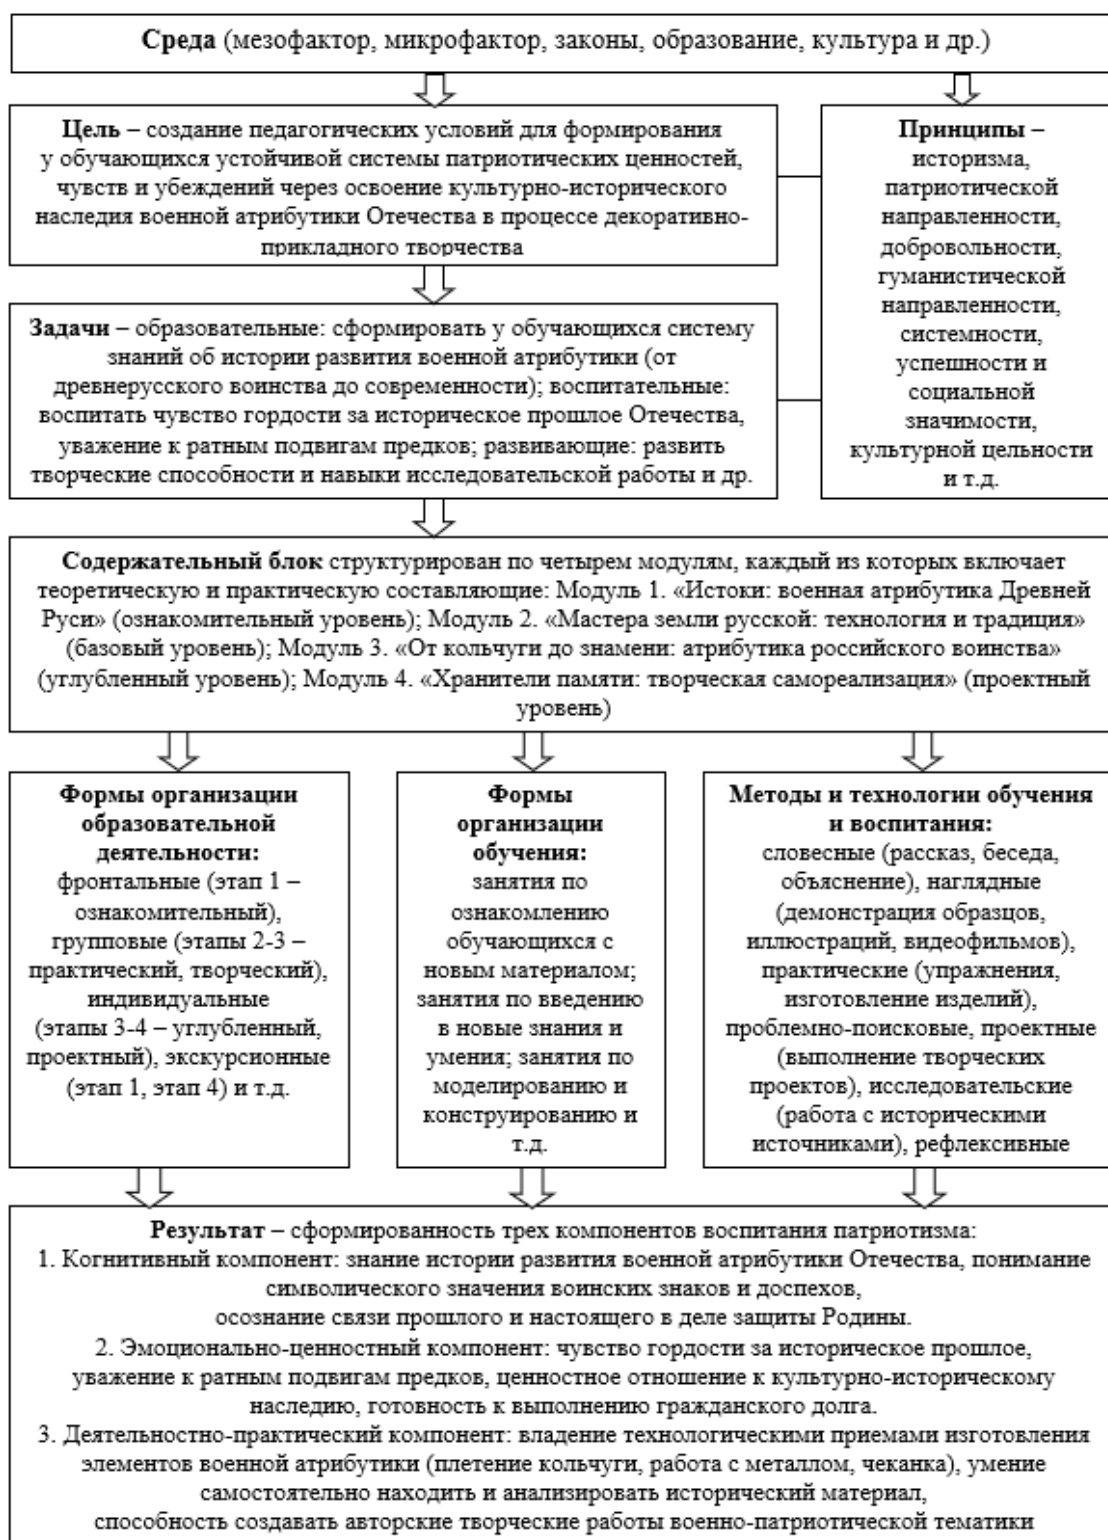 Среда (мезофактор, микрофактор, законы, образование, культура и др.)
Цель – создание педагогических условий для формирования
у обучающихся устойчивой системы патриотических ценностей,
чувств и убеждений через освоение культурно-исторического
наследия военной атрибутики Отечества в процессе декоративно-
прикладного творчества
Принципы –
историзма,
патриотической
направленности,
добровольности,
гуманистической
направленности,
системности,
успешности и
социальной
значимости,
культурной цельности
и т.д.
Задачи – образовательные: сформировать у обучающихся систему
знаний об истории развития военной атрибутики (от
древнерусского воинства до современности); воспитательные:
воспитать чувство гордости за историческое прошлое Отечества,
уважение к ратным подвигам предков; развивающие: развить
творческие способности и навыки исследовательской работы и др.
Содержательный блок структурирован по четырем модулям, каждый из которых включает
теоретическую и практическую составляющие: Модуль 1. «Истоки: военная атрибутика Древней
Руси» (ознакомительный уровень); Модуль 2. «Мастера земли русской: технология и традиция»
(базовый уровень); Модуль 3. «От кольчуги до знамени: атрибутика российского воинства»
(углубленный уровень); Модуль 4. «Хранители памяти: творческая самореализация» (проектный
уровень)
Формы организации
образовательной
деятельности:
фронтальные (этап 1 –
ознакомительный),
групповые (этапы 2-3 –
практический, творческий),
индивидуальные
(этапы 3-4 – углубленный,
проектный), экскурсионные
(этап 1, этап 4) и т.д.
Формы
организации
обучения:
занятия по
ознакомлению
обучающихся с
новым материалом;
занятия по введению
в новые знания и
умения; занятия по
моделированию и
конструированию и
т.д.
Методы и технологии обучения
и воспитания:
словесные (рассказ, беседа,
объяснение), наглядные
(демонстрация образцов,
иллюстраций, видеофильмов),
практические (упражнения,
изготовление изделий),
проблемно-поисковые, проектные
(выполнение творческих
проектов), исследовательские
(работа с историческими
источниками), рефлексивные
Результат – сформированность трех компонентов воспитания патриотизма:
1. Когнитивный компонент: знание истории развития военной атрибутики Отечества, понимание
символического значения воинских знаков и доспехов,
осознание связи прошлого и настоящего в деле защиты Родины.
2. Эмоционально-ценностный компонент: чувство гордости за историческое прошлое,
уважение к ратным подвигам предков, ценностное отношение к культурно-историческому
наследию, готовность к выполнению гражданского долга.
3. Деятельностно-практический компонент: владение технологическими приемами изготовления
элементов военной атрибутики (плетение кольчуги, работа с металлом, чеканка), умение
самостоятельно находить и анализировать исторический материал,
способность создавать авторские творческие работы военно-патриотической тематики